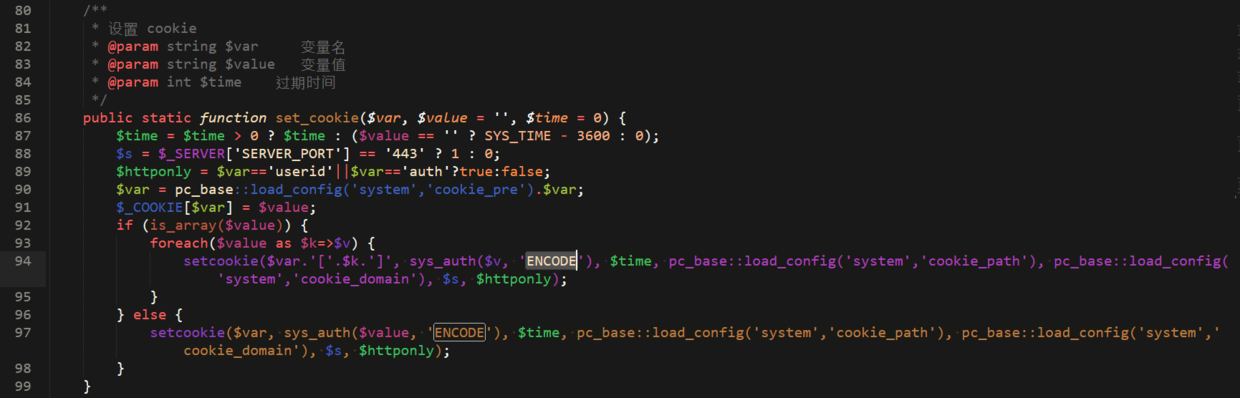 80 /**
81 * 设置 cookie
82 * @param string $var 变量名
83 * @param string $value 变量值
84 * @param int $time 过期时间
85 */
86 public static function set_cookie($var, $value = '', $time = 0) {
87 $time = $time > 0 ? $time : ($value == '' ? SYS_TIME - 3600 : 0);
88 $s = $_SERVER['SERVER_PORT'] == '443' ? 1 : 0;
89 $httponly = $var=='userid'||$var=='auth'?true:false;
90 $var = pc_base::load_config('system','cookie_pre').$var;
91 $_COOKIE[$var] = $value;
92 if (is_array($value)) {
93 foreach($value as $k=>$v) {
94 setcookie($var.'['.$k.']', sys_auth($v, 'ENCODE'), $time, pc_base::load_config('system','cookie_path'), pc_base::load_config(
'system','cookie_domain'), $s, $httponly);
95 }
96 } else {
97 setcookie($var, sys_auth($value, 'ENCODE'), $time, pc_base::load_config('system','cookie_path'), pc_base::load_config('system','
cookie_domain'), $s, $httponly);
98 }
99 }